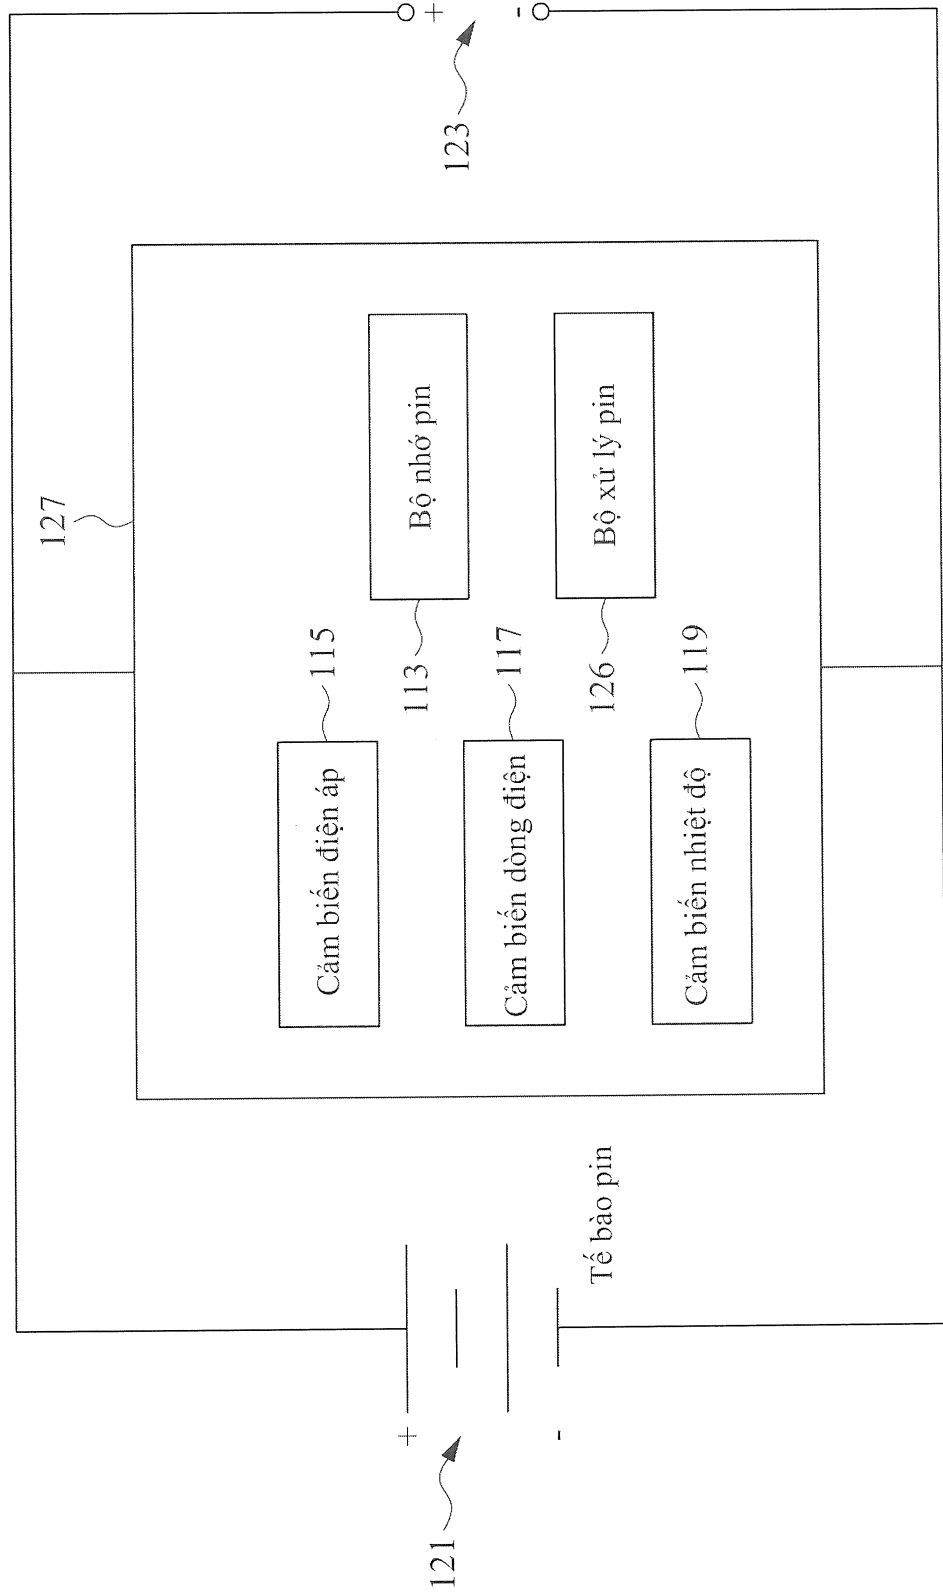 127
115
Cảm biến điện áp
113
Bộ nhớ pin
117
Cảm biến dòng điện
126
Bộ xử lý pin
119
Cảm biến nhiệt độ
121
+
-
Tế bào pin
123
+
-